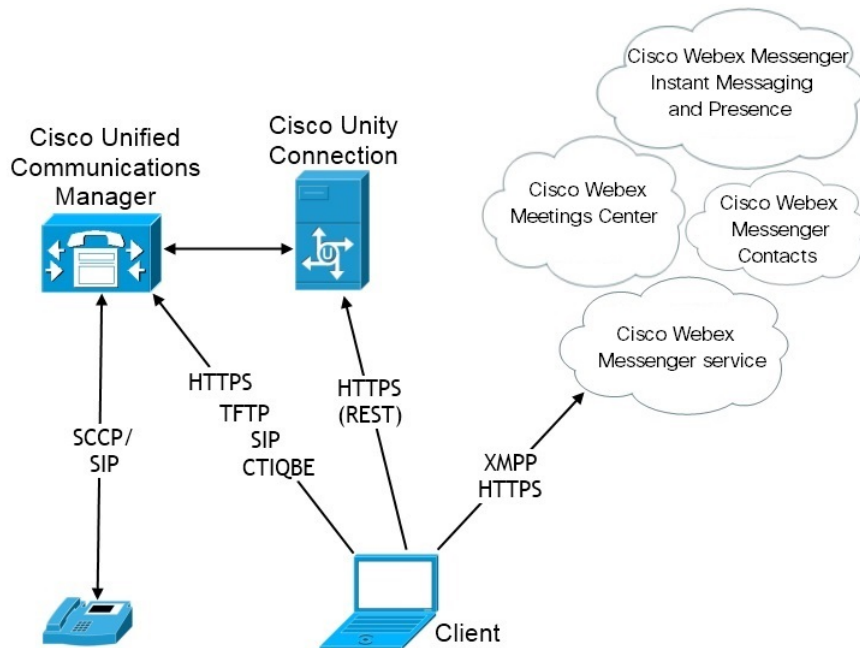 Cisco Webex Messenger
Instant Messaging
and Presence
Cisco Unified
Communications
Manager
Cisco Unity
Connection
Cisco Webex
Meetings Center
Cisco Webex
Messenger
Contacts
U
Cisco Webex
Messenger service
HTTPS
TFTP
SIP
CTIQBE
HTTPS
(REST)
SCCP/
SIP
XMPP
HTTPS
Client